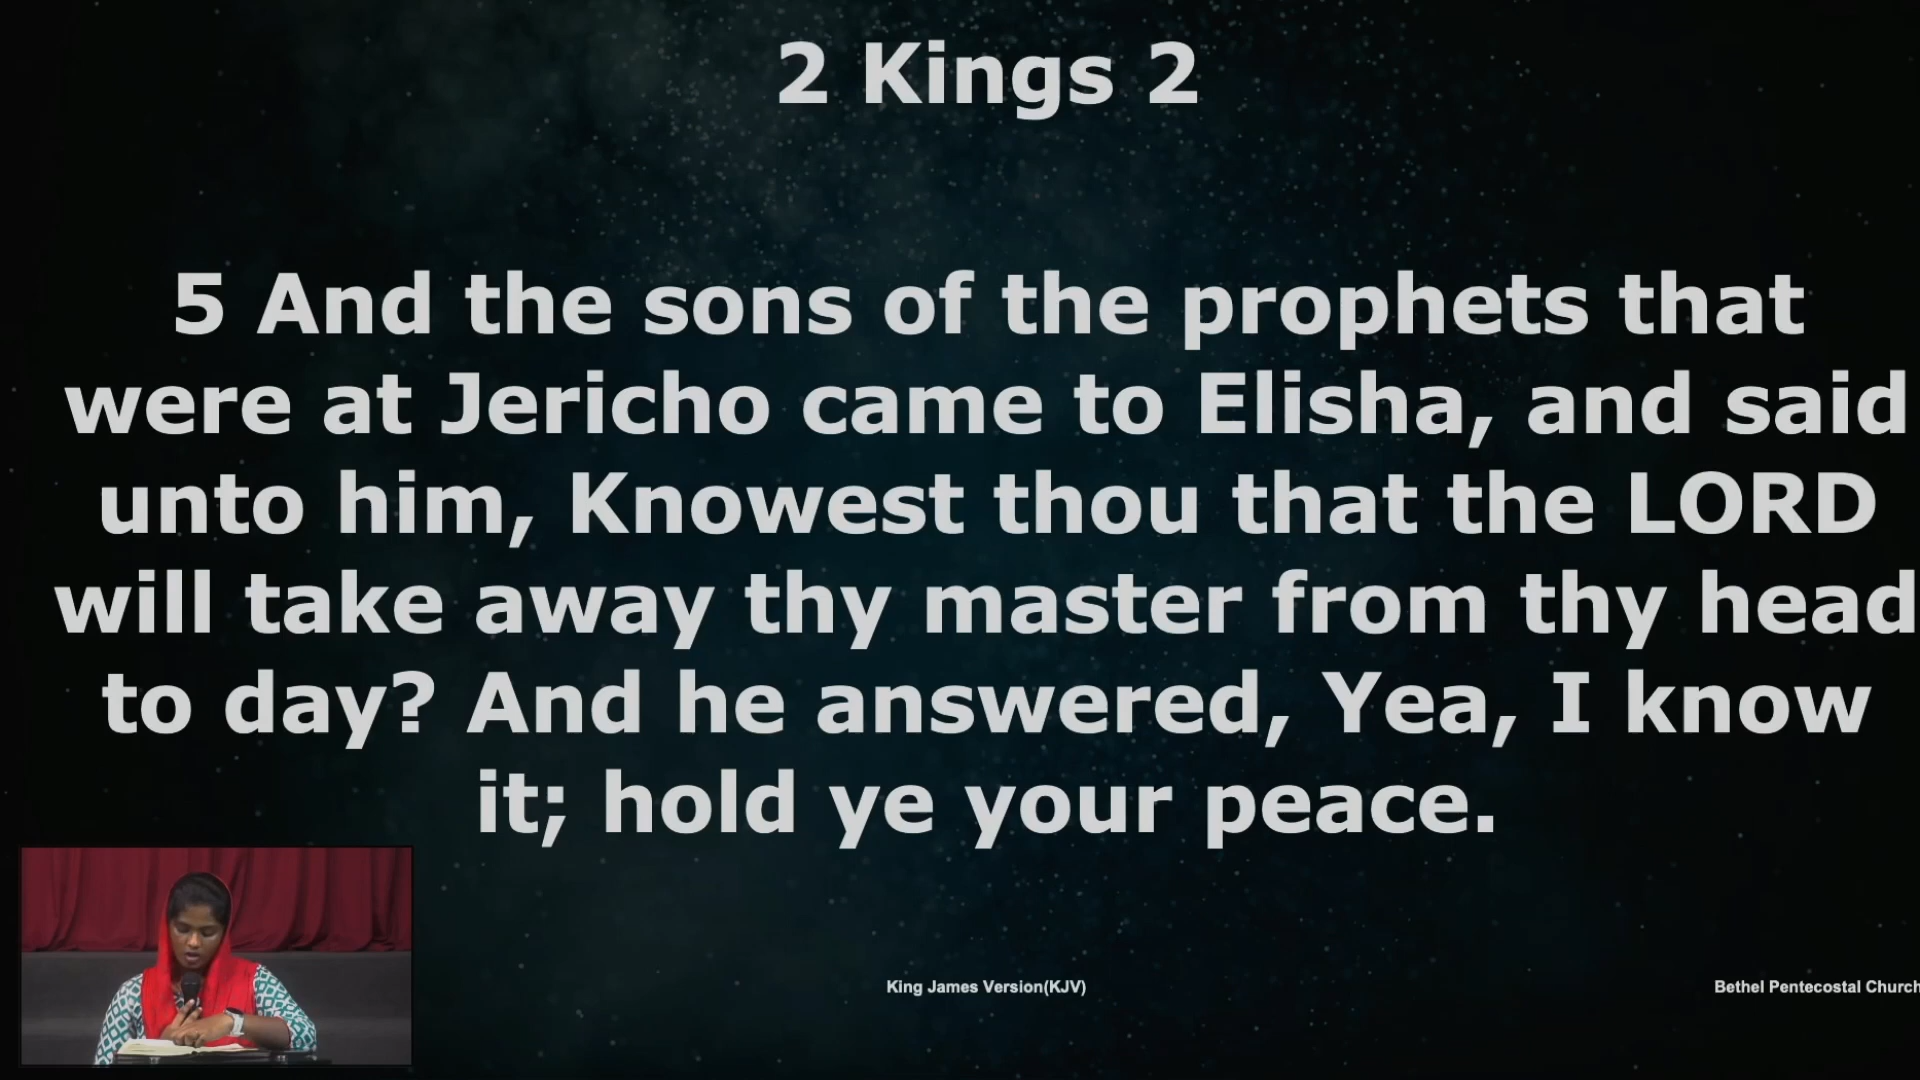 2 Kings 2
5 And the sons of the prophets that
were at Jericho came to Elisha, and said
unto him, Knowest thou that the LORD
will take away thy master from thy head
to day? And he answered, Yea, I know
it; hold ye your peace.
King James Version(KJV)
Bethel Pentecostal Church